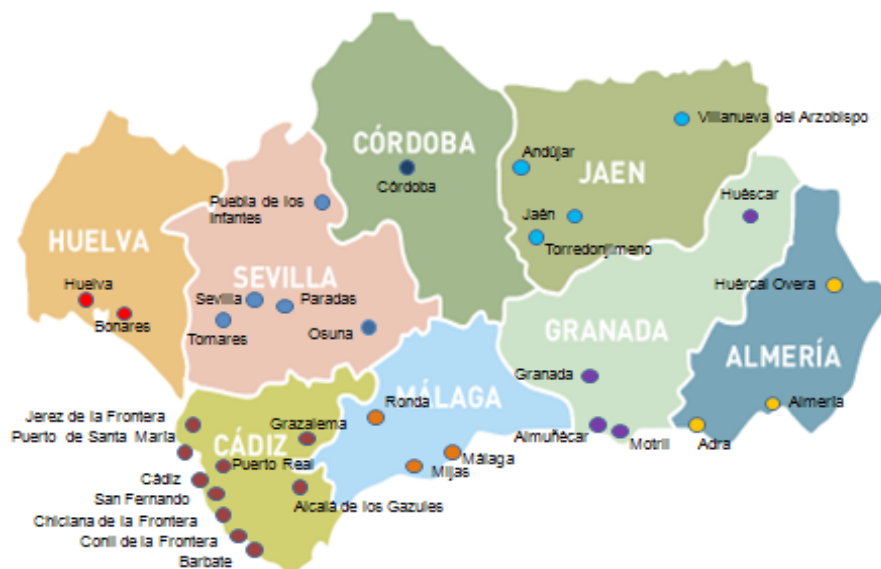 Villanueva del Arzobispo
CÓRDOBA
Andújar
JAEN
Córdoba
Huéscar
Puebla de los
Infantes
Jaén
Torredonjimeno
HUELVA
SEVILLA
Huelva
Huércal Overa
Sevilla
Paradas
Bonares
Tomares
Osuna
GRANADA
ALMERÍA
Granada
MÁLAGA
Ronda
Almería
Jerez de la Frontera
Grazalema
Almuñécar
Motril
Adra
Puerto de Santa María
CÁDIZ
Puerto Real
Málaga
Mijas
Cádiz
San Fernando
Alcalá de los Gazules
Chiclana de la Frontera
Conil de la Frontera
Barbate